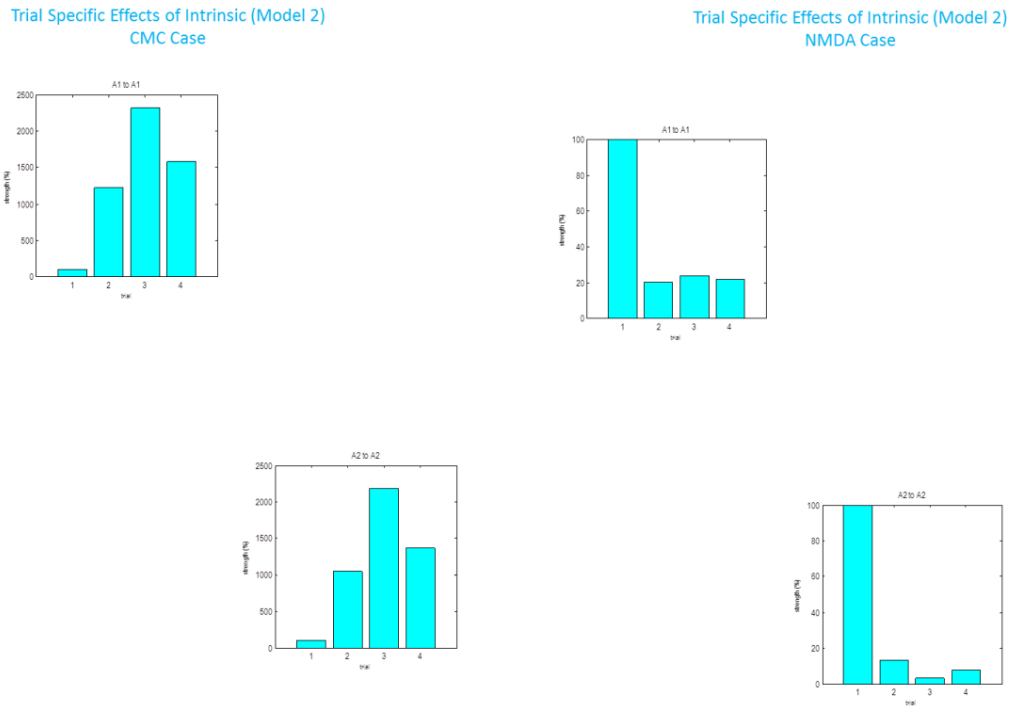 Trial Specific Effects of Intrinsic (Model 2)
CMC Case
Trial Specific Effects of Intrinsic (Model 2)
NMDA Case
A1 to A1
2500
2000
1500
1000
500
0
strength (%)
1 2 3 4
trial
A1 to A1
100
80
60
40
20
0
strength (%)
1 2 3 4
trial
A2 to A2
2500
2000
1500
1000
500
0
strength (%)
1 2 3 4
trial
A2 to A2
100
80
60
40
20
0
strength (%)
1 2 3 4
trial